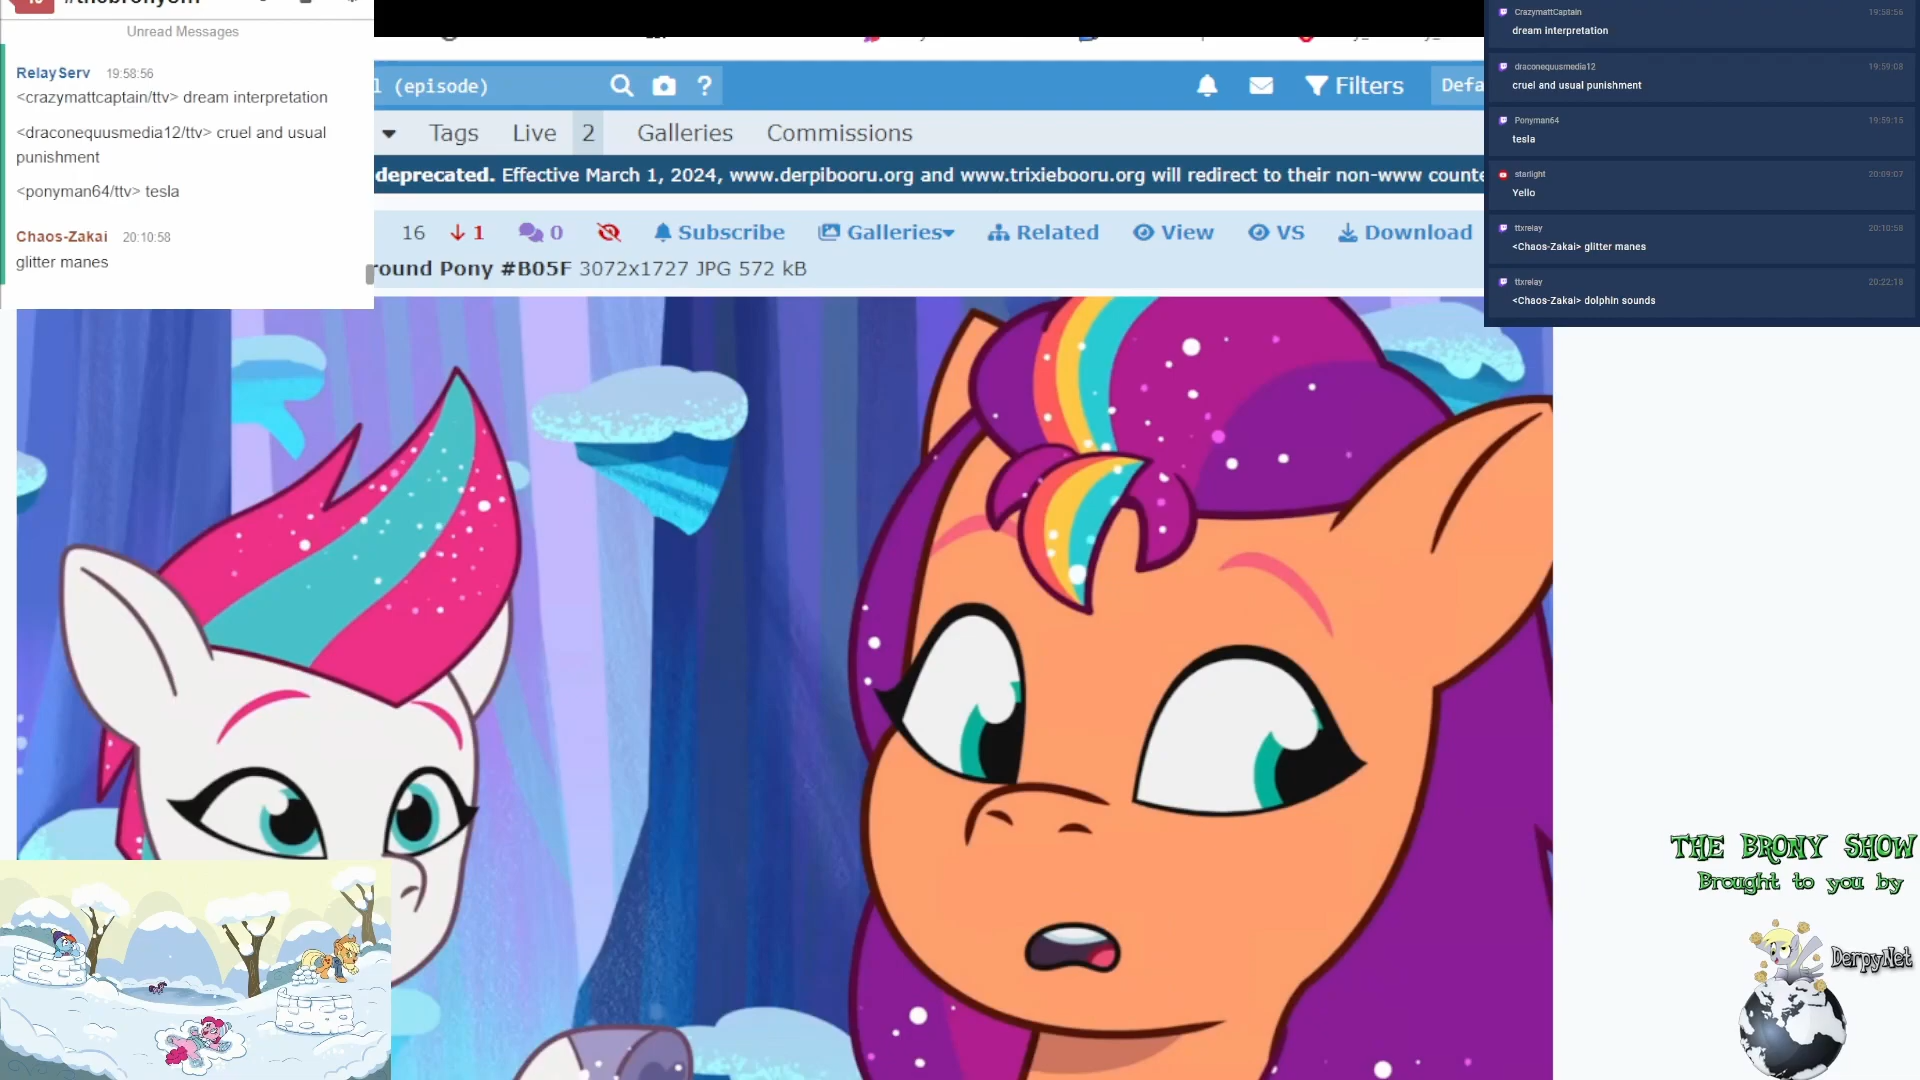 Unread Messages
RelayServ 19:58:56
<crazymattcaptain/ttv> dream interpretation
<draconequusmedia12/ttv> cruel and usual
punishment
<ponyman64/ttv> tesla
Chaos-Zakai 20:10:58
glitter manes
(episode)
?
Filters
Defa
Tags Live 2 Galleries Commissions
deprecated. Effective March 1, 2024, www.derpibooru.org and www.trixiebooru.org will redirect to their non-www counte
16 1 0 Subscribe Galleries Related View VS Download
ound Pony #B05F 3072x1727 JPG 572 kB
CrazymattCaptain 19:58:56
dream interpretation
draconequusmedia12 19:59:08
cruel and usual punishment
Ponyman64 19:59:15
tesla
starlight 20:09:07
Yello
ttxrelay 20:10:58
<Chaos-Zakai> glitter manes
ttxrelay 20:22:18
<Chaos-Zakai> dolphin sounds
THE BRONY SHOW
Brought to you by
DerpyNet